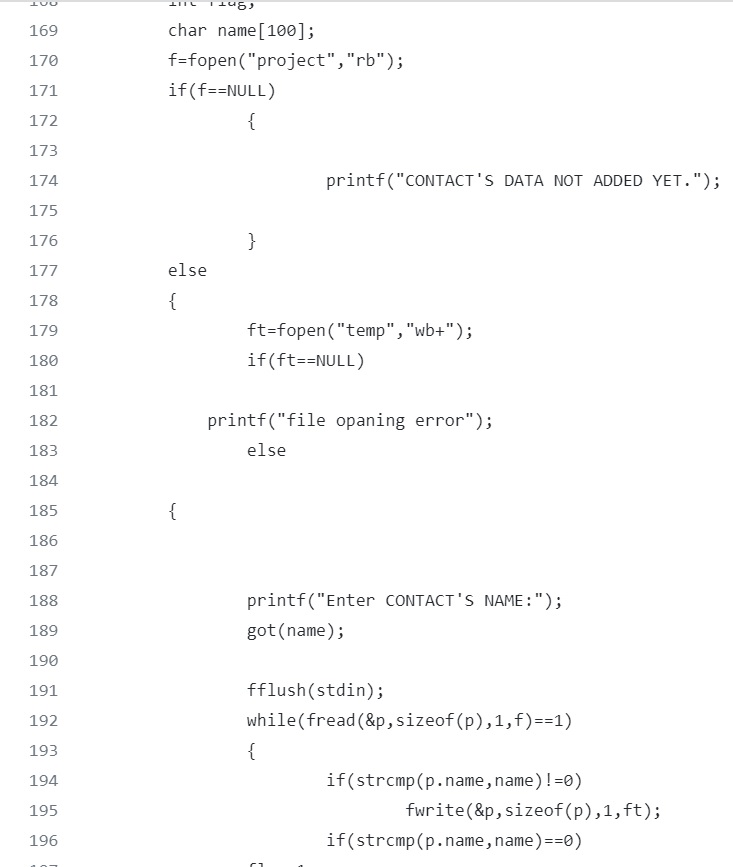 169 char name[100];
170 f=fopen("project","rb");
171 if(f==NULL)
172 {
173
174 printf("CONTACT'S DATA NOT ADDED YET.");
175
176 }
177 else
178 {
179 ft=fopen("temp","wb+");
180 if(ft==NULL)
181
182 printf("file opaning error");
183 else
184
185 {
186
187
188 printf("Enter CONTACT'S NAME:");
189 got(name);
190
191 fflush(stdin);
192 while(fread(&p,sizeof(p),1,f)==1)
193 {
194 if(strcmp(p.name,name)!=0)
195 fwrite(&p,sizeof(p),1,ft);
196 if(strcmp(p.name,name)==0)